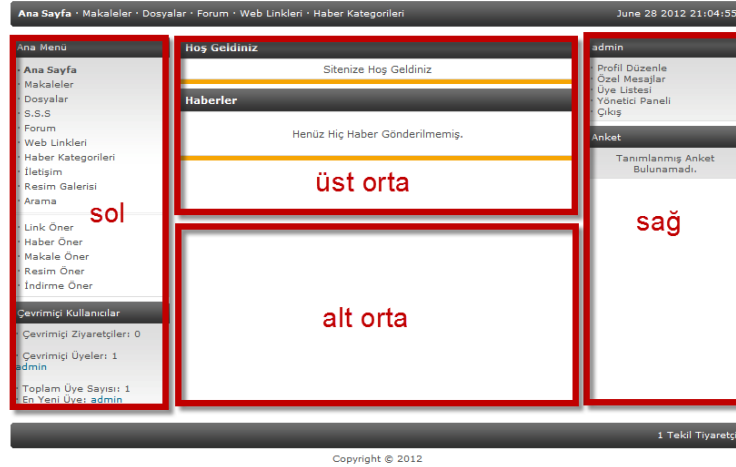 Ana Sayfa · Makaleler · Dosyalar · Forum · Web Linkleri · Haber Kategorileri
June 28 2012 21:04:55
Ana Menü
· Ana Sayfa
· Makaleler
· Dosyalar
· S.S.S
· Forum
· Web Linkleri
· Haber Kategorileri
· İletişim
· Resim Galerisi
· Arama
sol
· Link Öner
· Haber Öner
· Makale Öner
· Resim Öner
· İndirme Öner
Çevrimiçi Kullanıcılar
· Çevrimiçi Ziyaretçiler: 0
· Çevrimiçi Üyeler: 1
admin
· Toplam Üye Sayısı: 1
· En Yeni Üye: admin
Hoş Geldiniz
Sitenize Hoş Geldiniz
Haberler
Henüz Hiç Haber Gönderilmemiş.
üst orta
alt orta
admin
· Profil Düzenle
· Özel Mesajlar
· Üye Listesi
· Yönetici Paneli
· Çıkış
Anket
Tanımlanmış Anket
Bulunamadı.
sağ
1 Tekil Tiyaretçi
Copyright © 2012